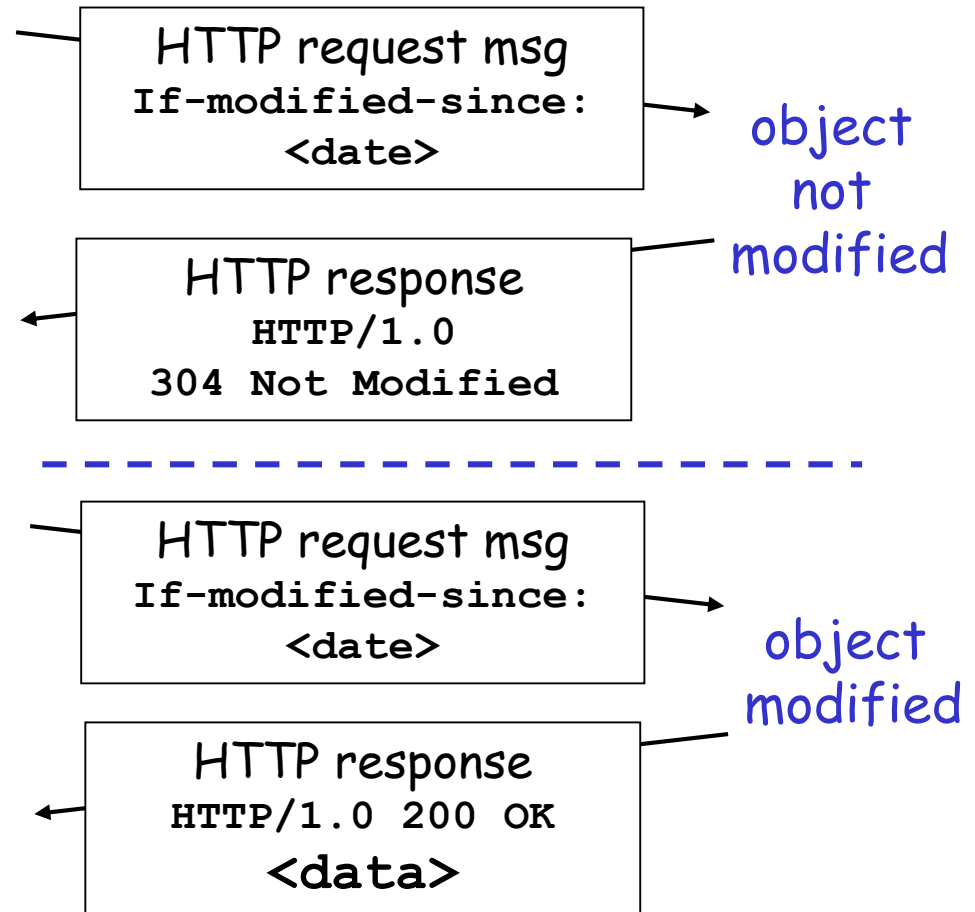 HTTP request msg
If-modified-since:
<date>
object
not
modified
HTTP response
HTTP/1.0
304 Not Modified
HTTP request msg
If-modified-since:
<date>
object
modified
HTTP response
HTTP/1.0 200 OK
<data>